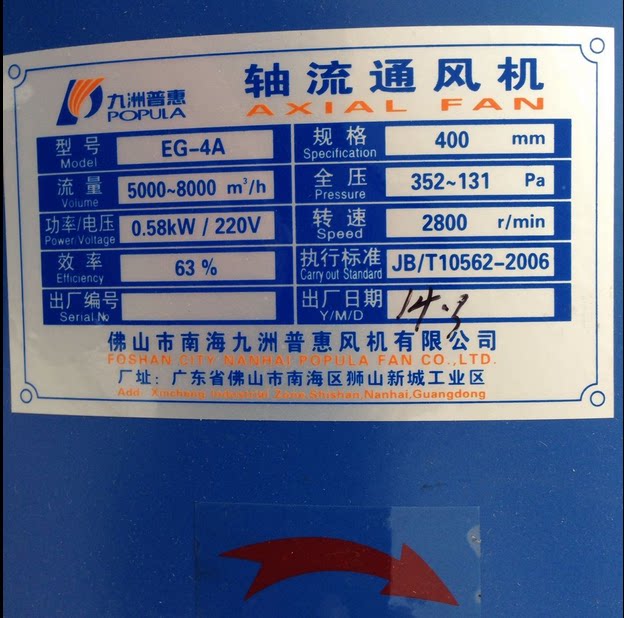 九洲普惠
POPULA
轴流通风机
AXIAL FAN
型号
Model
EG-4A
规格
Specification
400 mm
流量
Volume
5000~8000 m³/h
全压
Pressure
352~131 Pa
功率/电压
Power/Voltage
0.58kW / 220V
转速
Speed
2800 r/min
效率
Efficiency
63 %
执行标准
Carry out Standard
JB/T10562-2006
出厂编号
Serial №
出厂日期
Y/M/D
14.3
佛山市南海九洲普惠风机有限公司
FOSHAN CITY NANHAI POPULA FAN CO.,LTD.
厂址：广东省佛山市南海区狮山新城工业区
Add: Xincheng Industrial Zone,Shishan,Nanhai,Guangdong